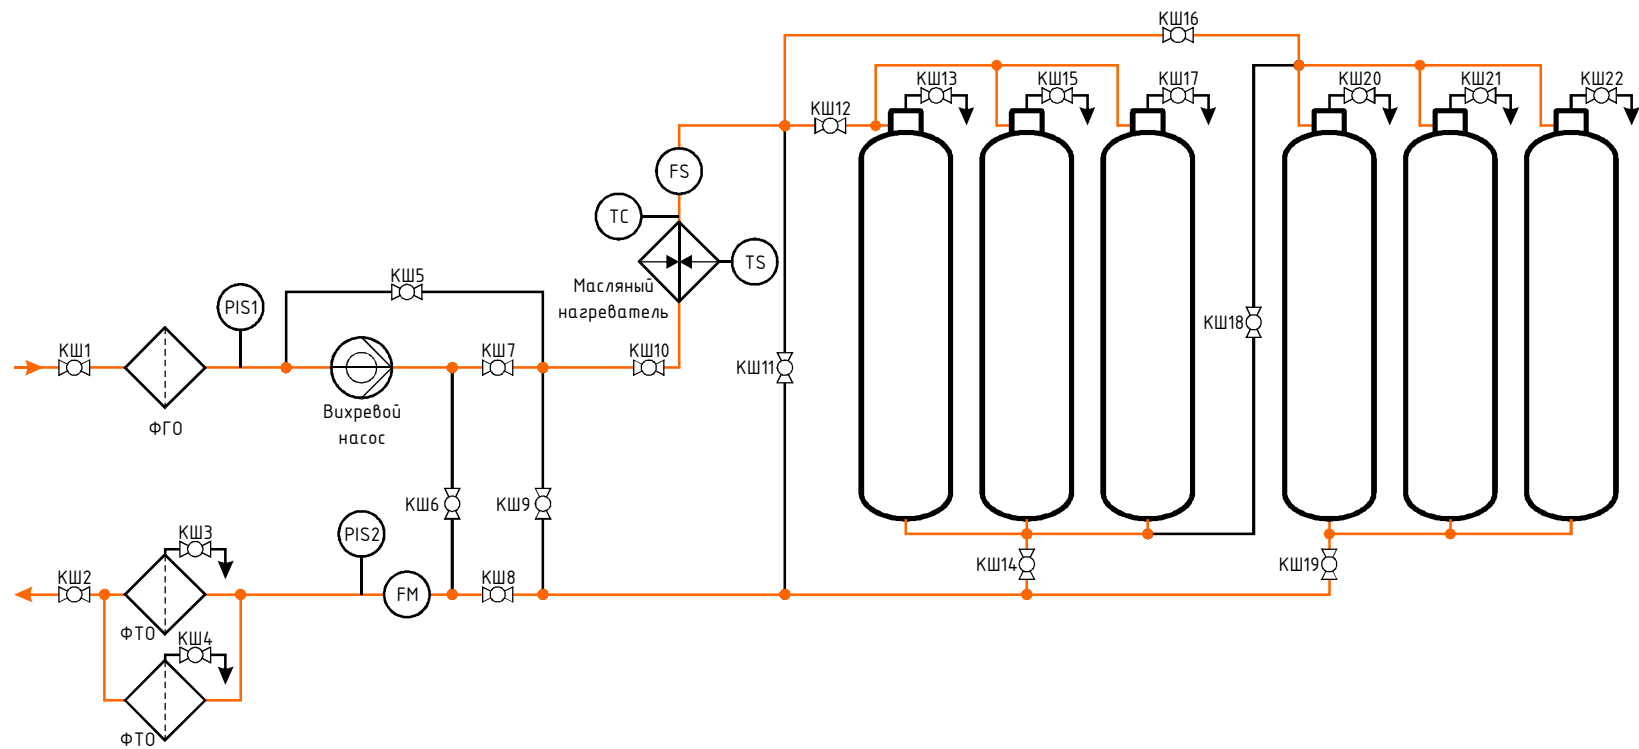 КШ16
КШ13
КШ15
КШ17
КШ20
КШ21
КШ22
КШ12
FS
TC
TS
Масляный
нагреватель
КШ5
PIS1
КШ18
КШ1
КШ7
КШ10
КШ11
Вихревой
насос
ФГО
КШ6
КШ9
PIS2
КШ3
КШ14
КШ19
КШ2
КШ8
FM
ФТО
КШ4
ФТО